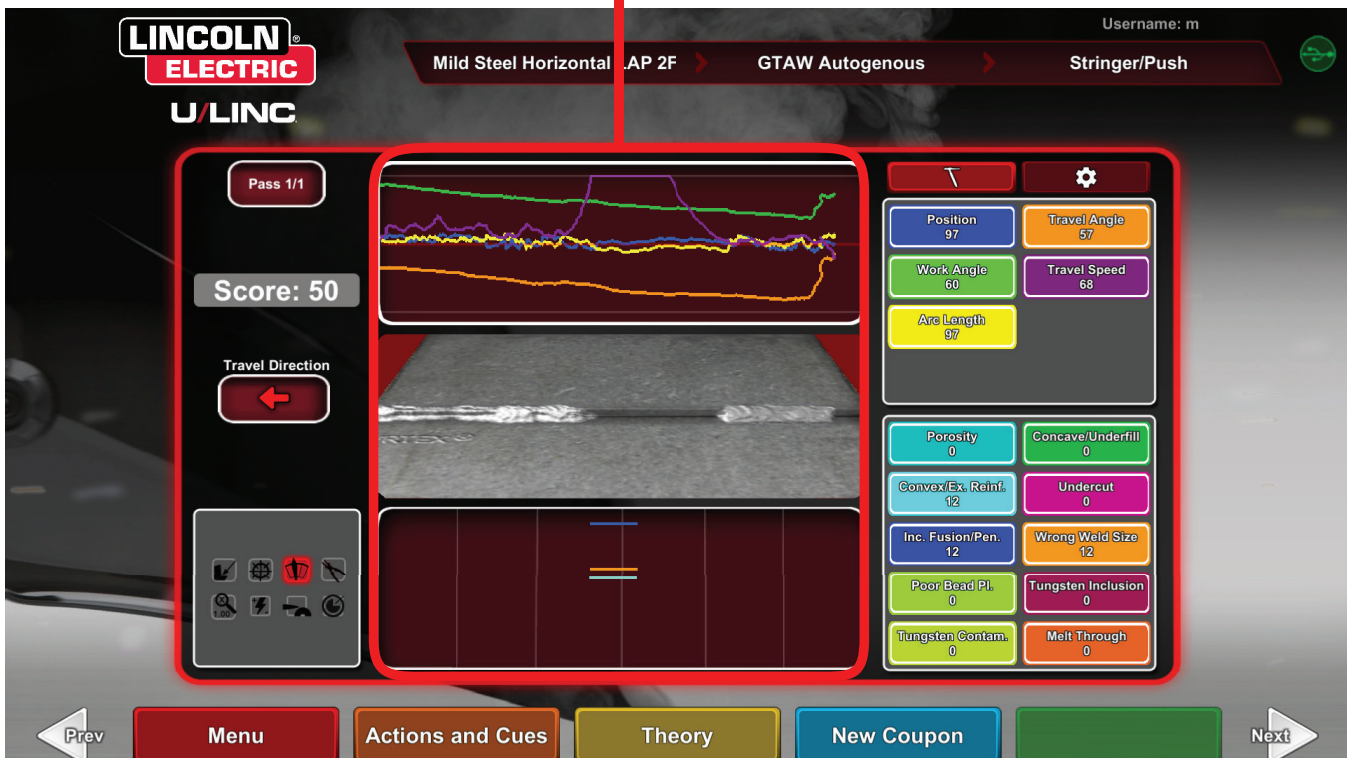 Username: m
LINCOLN ®
ELECTRIC
U/LINC
Mild Steel Horizontal LAP 2F
GTAW Autogenous
Stringer/Push
Pass 1/1
Score: 50
Travel Direction
1.00
VRTEX ®
Position
97
Travel Angle
57
Work Angle
60
Travel Speed
68
Arc Length
97
Porosity
0
Concave/Underfill
0
Convex/Ex. Reinf.
12
Undercut
0
Inc. Fusion/Pen.
12
Wrong Weld Size
12
Poor Bead Pl.
0
Tungsten Inclusion
0
Tungsten Contam.
0
Melt Through
0
Prev
Menu
Actions and Cues
Theory
New Coupon
Next